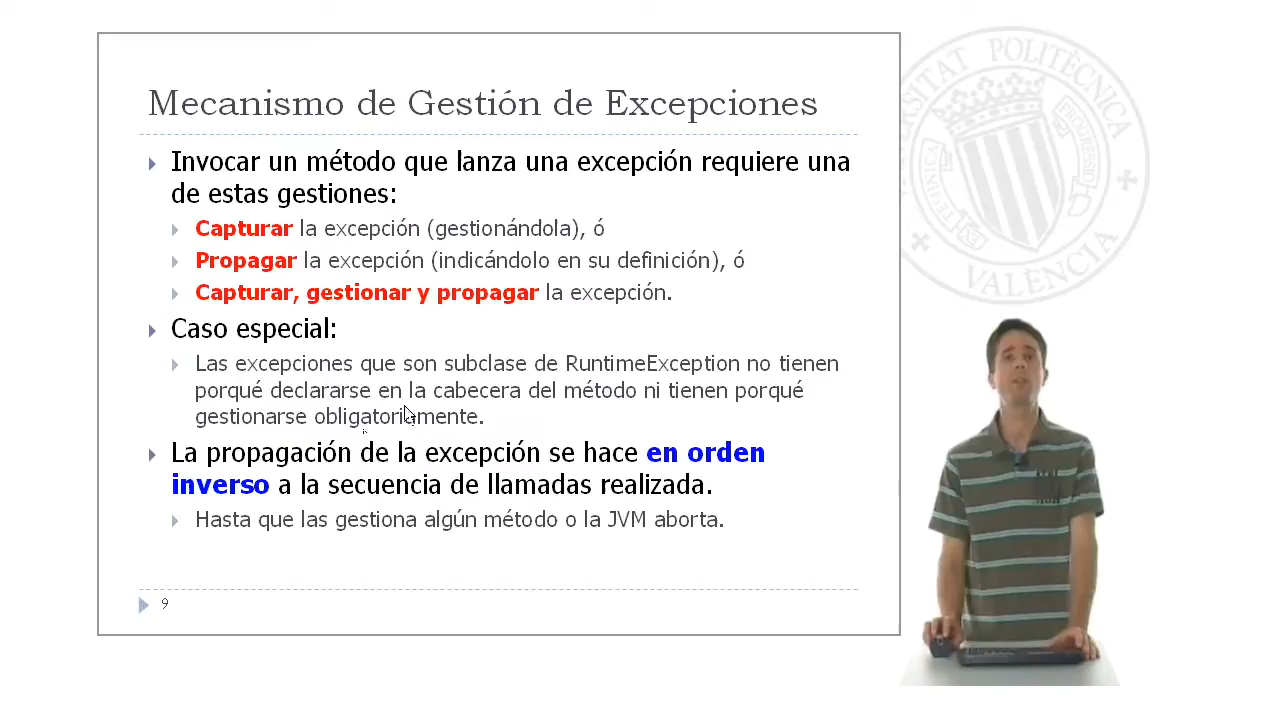 Mecanismo de Gestión de Excepciones
Invocar un método que lanza una excepción requiere una
de estas gestiones:
Capturar la excepción (gestionándola), ó
Propagar la excepción (indicándolo en su definición), ó
Capturar, gestionar y propagar la excepción.
Caso especial:
Las excepciones que son subclase de RuntimeException no tienen
porqué declararse en la cabecera del método ni tienen porqué
gestionarse obligatoriamente.
La propagación de la excepción se hace en orden
inverso a la secuencia de llamadas realizada.
Hasta que las gestiona algún método o la JVM aborta.
9
POLITÈCNICA
VALÈNCIA